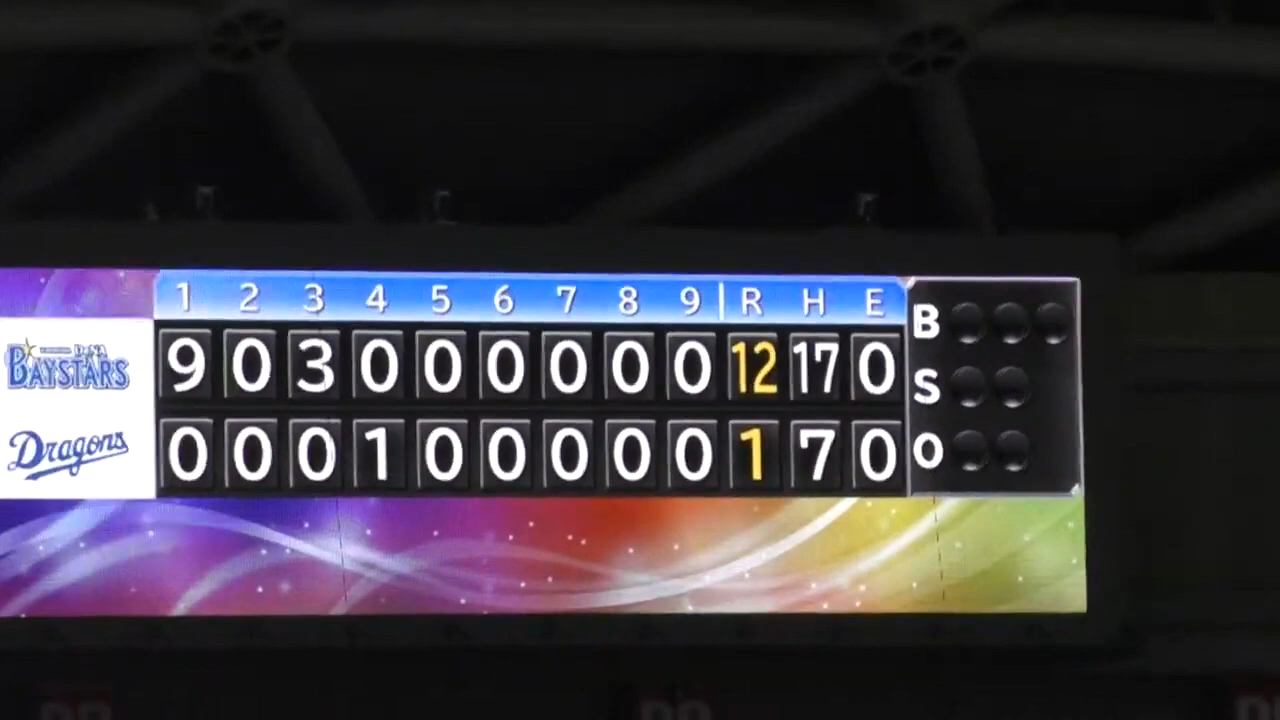 1 2 3 4 5 6 7 8 9 R H E
BAYSTARS 9 0 3 0 0 0 0 0 0 12 17 0
Dragons 0 0 0 1 0 0 0 0 0 1 7 0
B
S
O